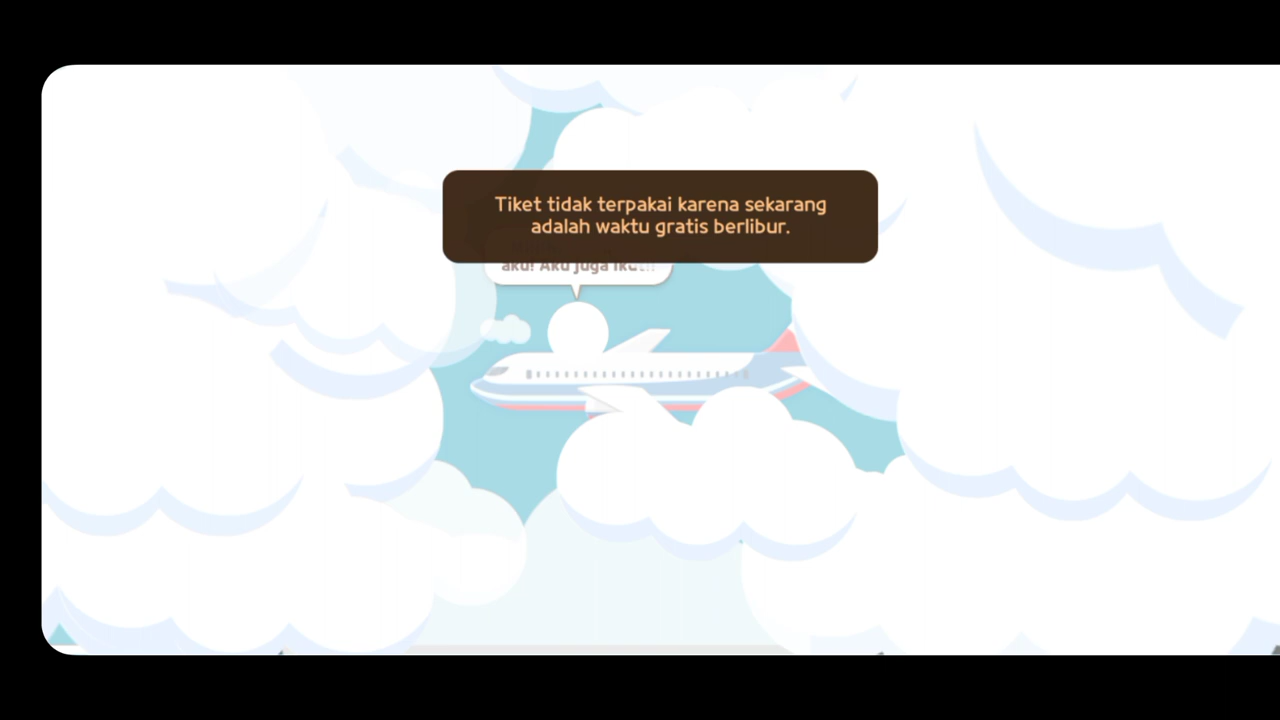 Tiket tidak terpakai karena sekarang
adalah waktu gratis berlibur.
aku! Aku juga